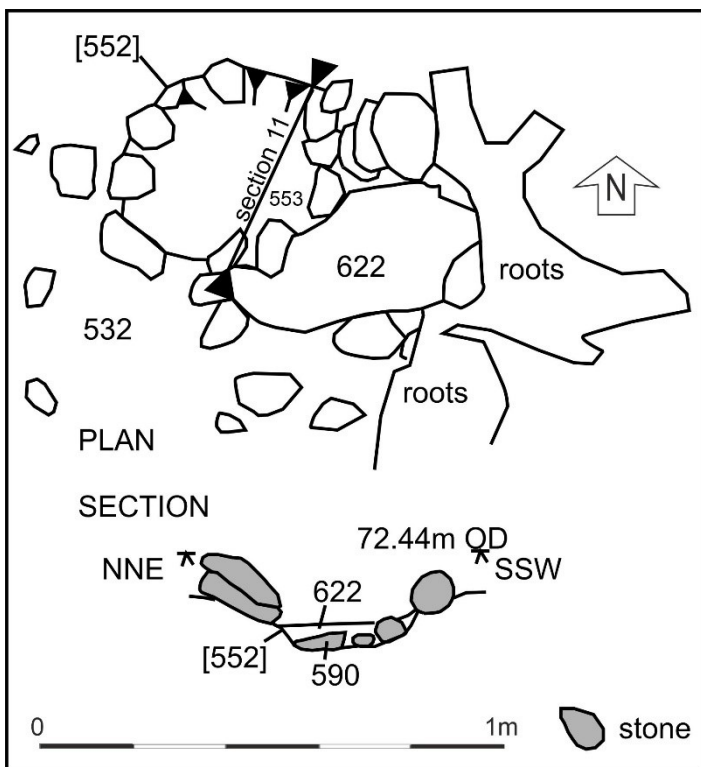 [552]
section 11
553
N
622
roots
532
roots
PLAN
SECTION
72.44m OD
NNE
SSW
622
[552]
590
0
1m
stone